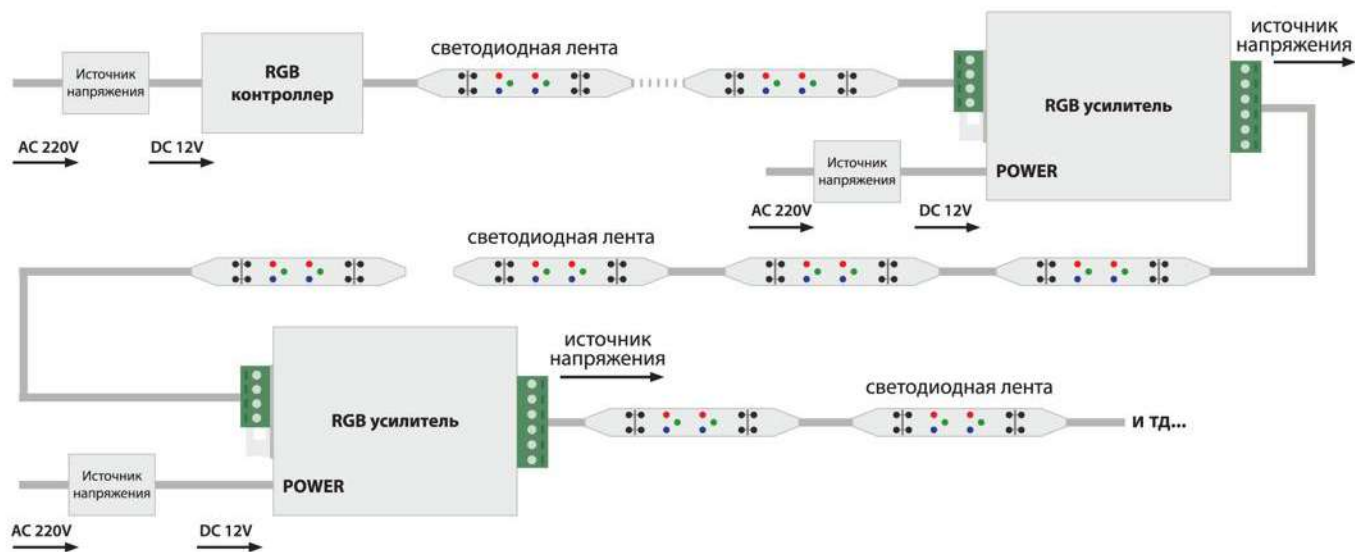 источник
напряжения
светодиодная лента
Источник
напряжения
RGB
контроллер
RGB усилитель
AC 220V
DC 12V
Источник
напряжения
POWER
AC 220V
DC 12V
светодиодная лента
источник
напряжения
светодиодная лента
RGB усилитель
и тд...
Источник
напряжения
POWER
AC 220V
DC 12V